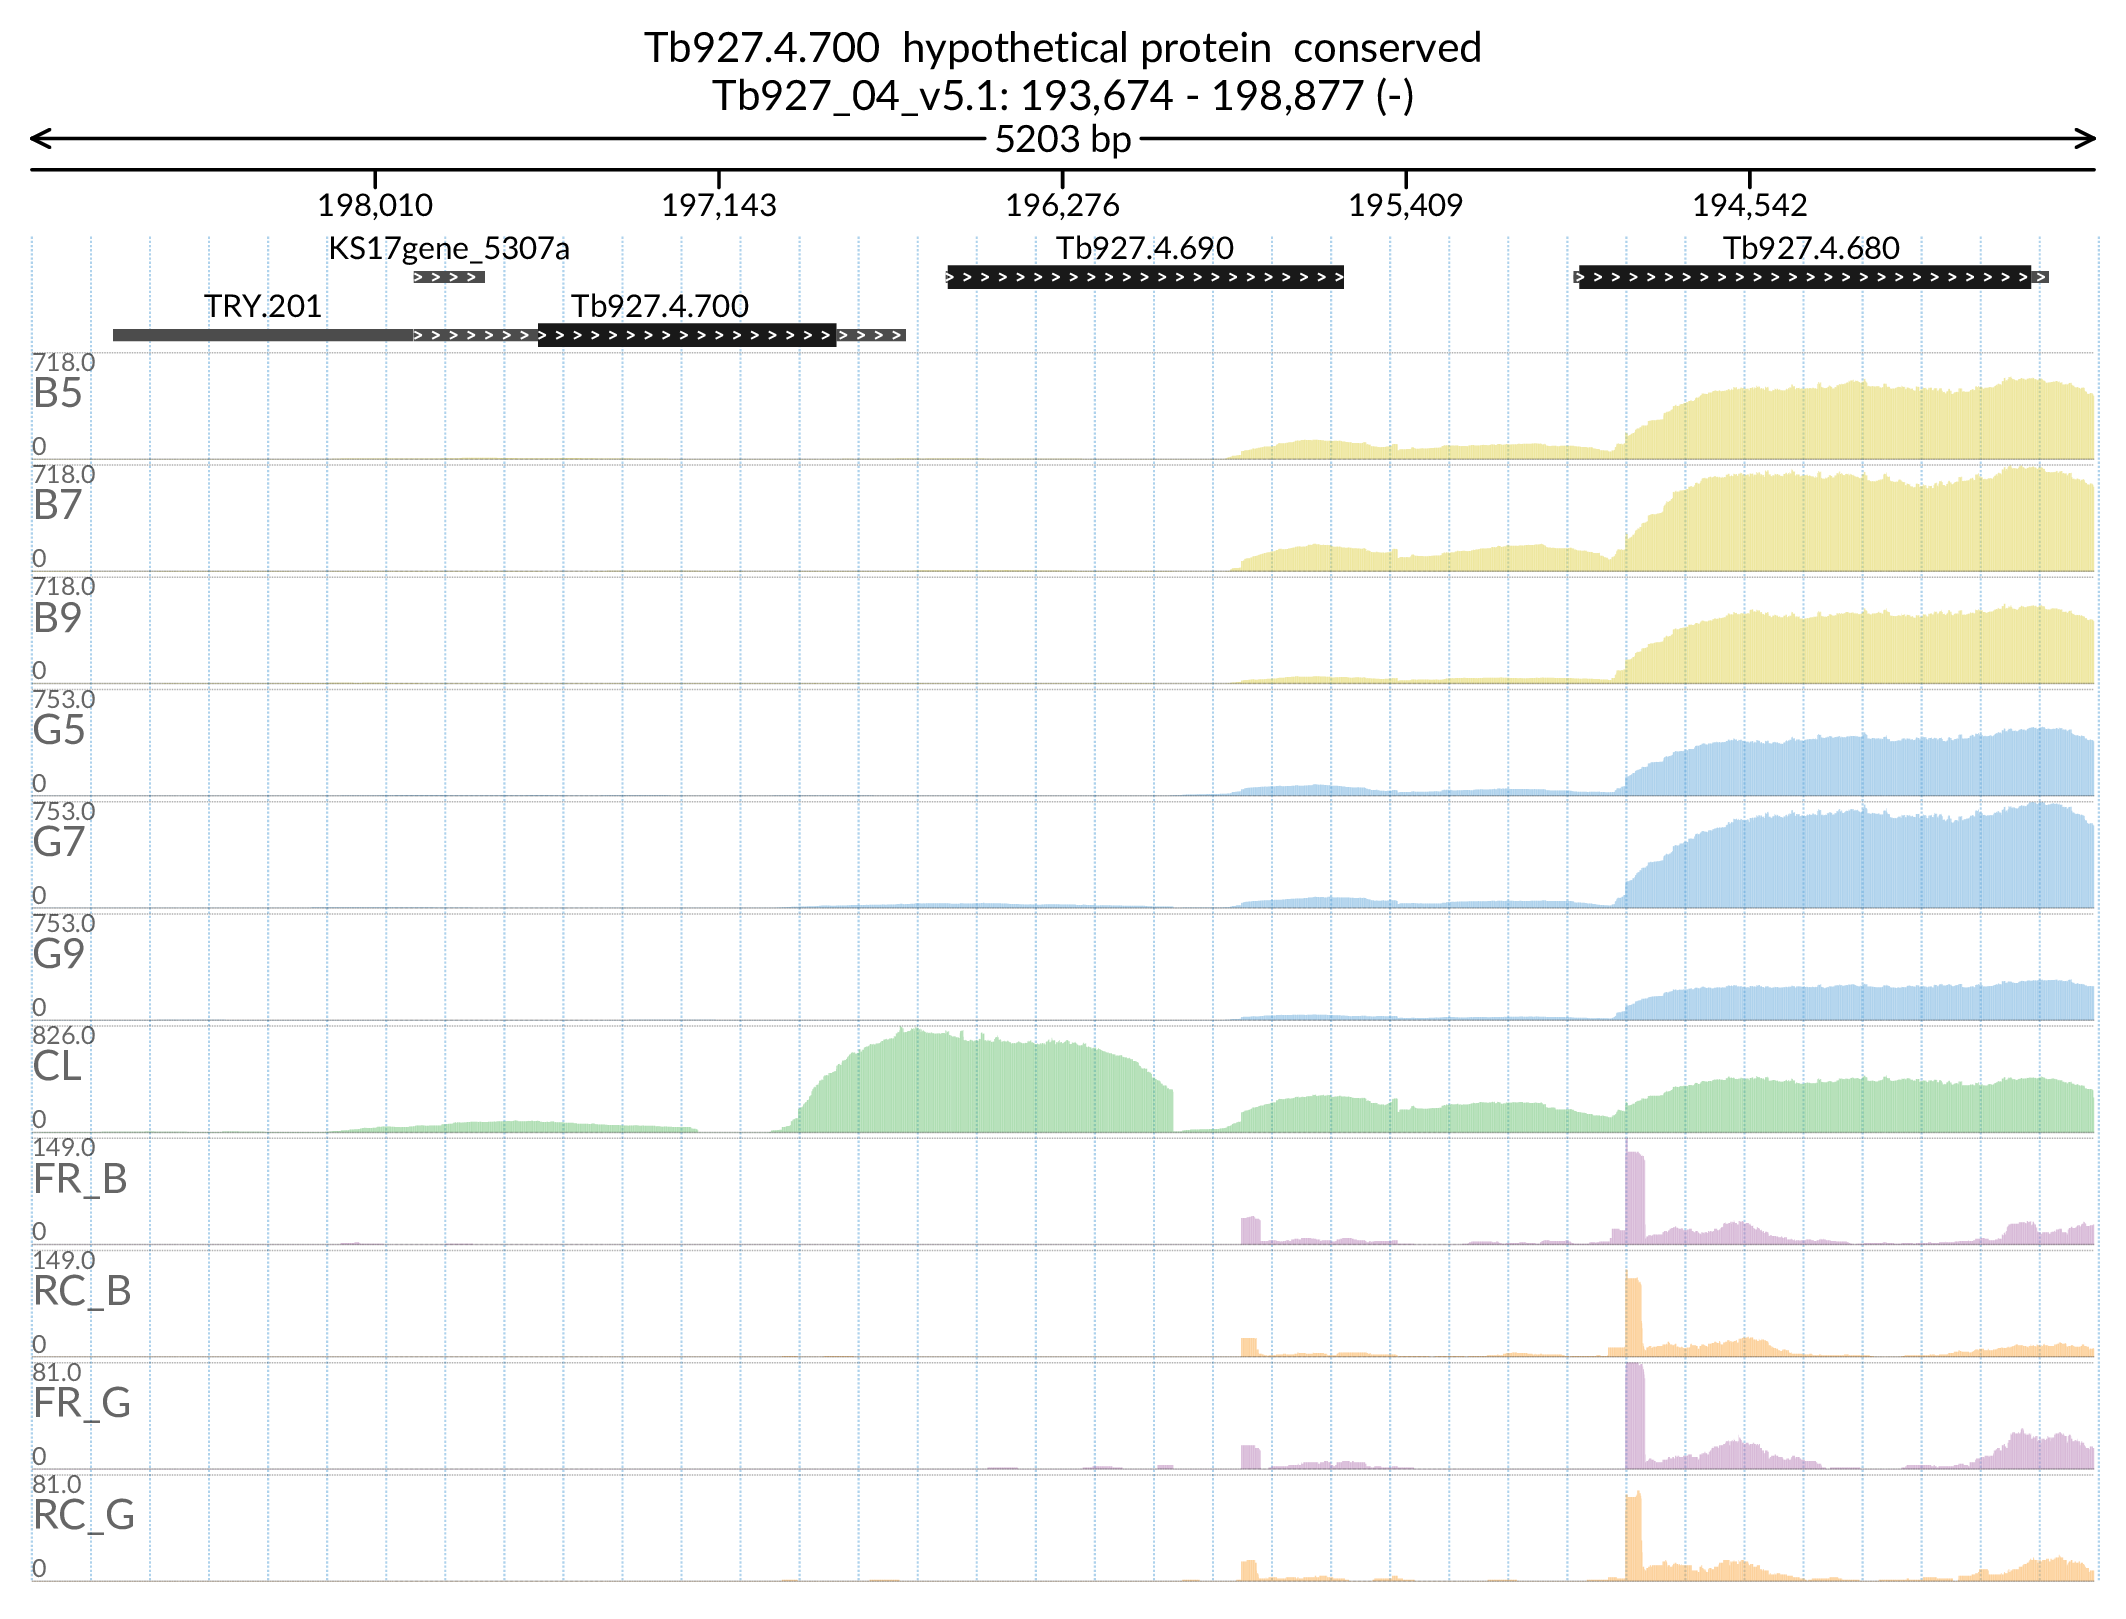 Tb927.4.700  hypothetical protein  conserved
Tb927_04_v5.1: 193,674 - 198,877 (-)
5203 bp
198,010 197,143 196,276 195,409 194,542
KS17gene_5307a Tb927.4.690 Tb927.4.680
TRY.201 Tb927.4.700
718.0
B5
0
718.0
B7
0
718.0
B9
0
753.0
G5
0
753.0
G7
0
753.0
G9
0
826.0
CL
0
149.0
FR_B
0
149.0
RC_B
0
81.0
FR_G
0
81.0
RC_G
0